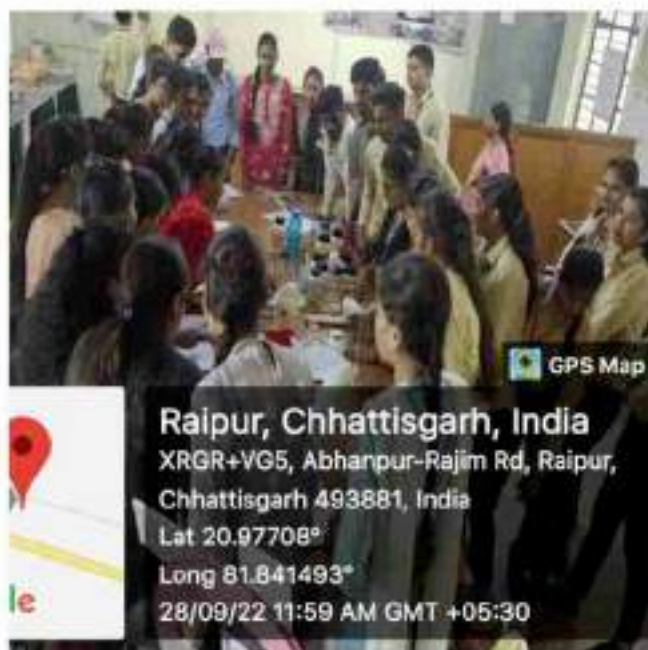 GPS Map
Raipur, Chhattisgarh, India
XRGR+VG5, Abhanpur-Rajim Rd, Raipur,
Chhattisgarh 493881, India
Lat 20.97708°
Long 81.841493°
28/09/22 11:59 AM GMT +05:30
le